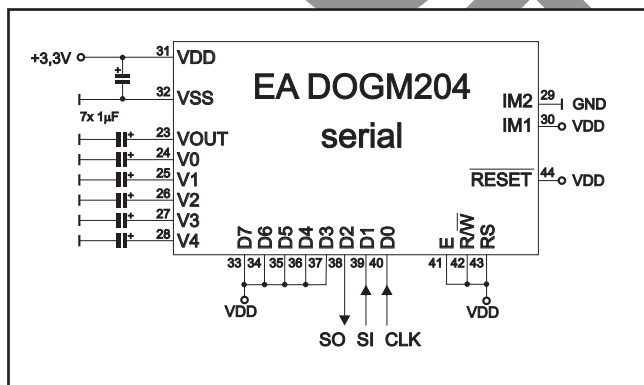 +3,3V
31
VDD
32
VSS
7x 1µF
23
VOUT
24
V0
25
V1
26
V2
27
V3
28
V4
EA DOGM204
serial
IM2
29
GND
IM1
30
VDD
RESET
44
VDD
D7
D6
D5
D4
D3
D2
D1
D0
E
R/W
RS
33
34
35
36
37
38
39
40
41
42
43
VDD
SO
SI
CLK
VDD